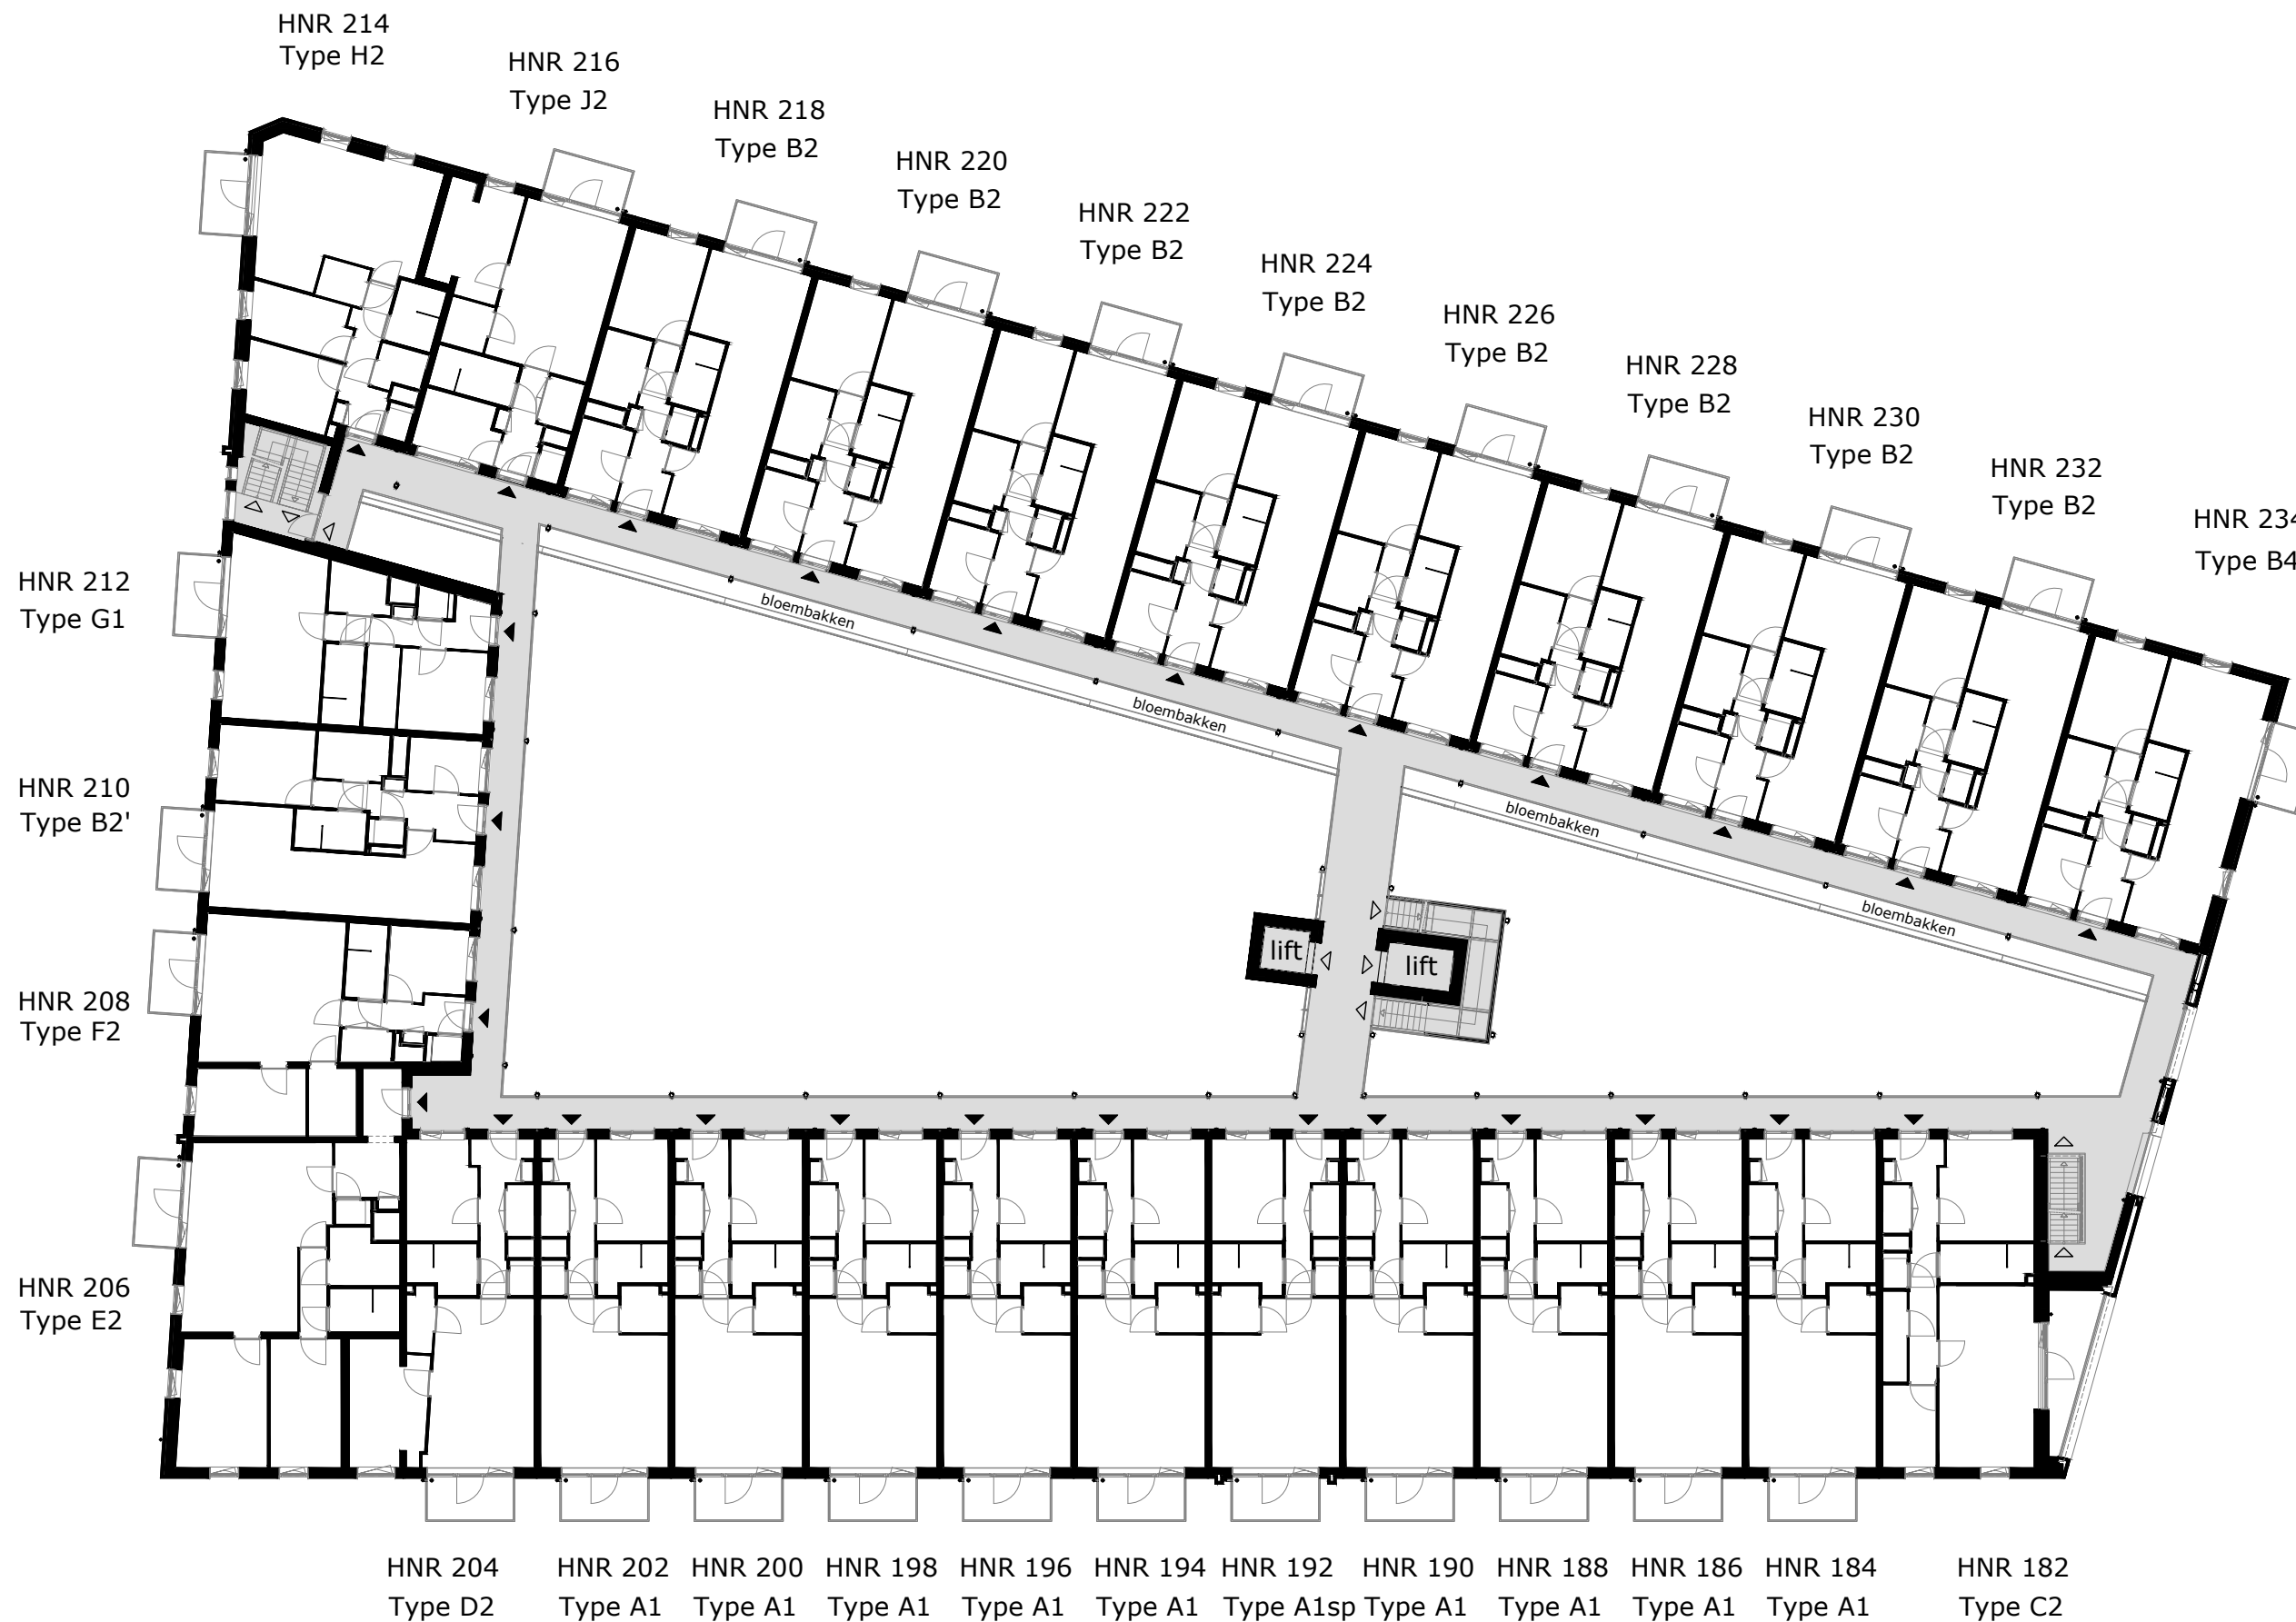 HNR 214
Type H2
HNR 216
Type J2
HNR 218
Type B2
HNR 220
Type B2
HNR 222
Type B2
HNR 224
Type B2
HNR 226
Type B2
HNR 228
Type B2
HNR 230
Type B2
HNR 232
Type B2
HNR 234
Type B4
HNR 212
Type G1
HNR 210
Type B2'
HNR 208
Type F2
HNR 206
Type E2
bloembakken
bloembakken
bloembakken
bloembakken
lift
lift
HNR 204
Type D2
HNR 202
Type A1
HNR 200
Type A1
HNR 198
Type A1
HNR 196
Type A1
HNR 194
Type A1
HNR 192
Type A1sp
HNR 190
Type A1
HNR 188
Type A1
HNR 186
Type A1
HNR 184
Type A1
HNR 182
Type C2